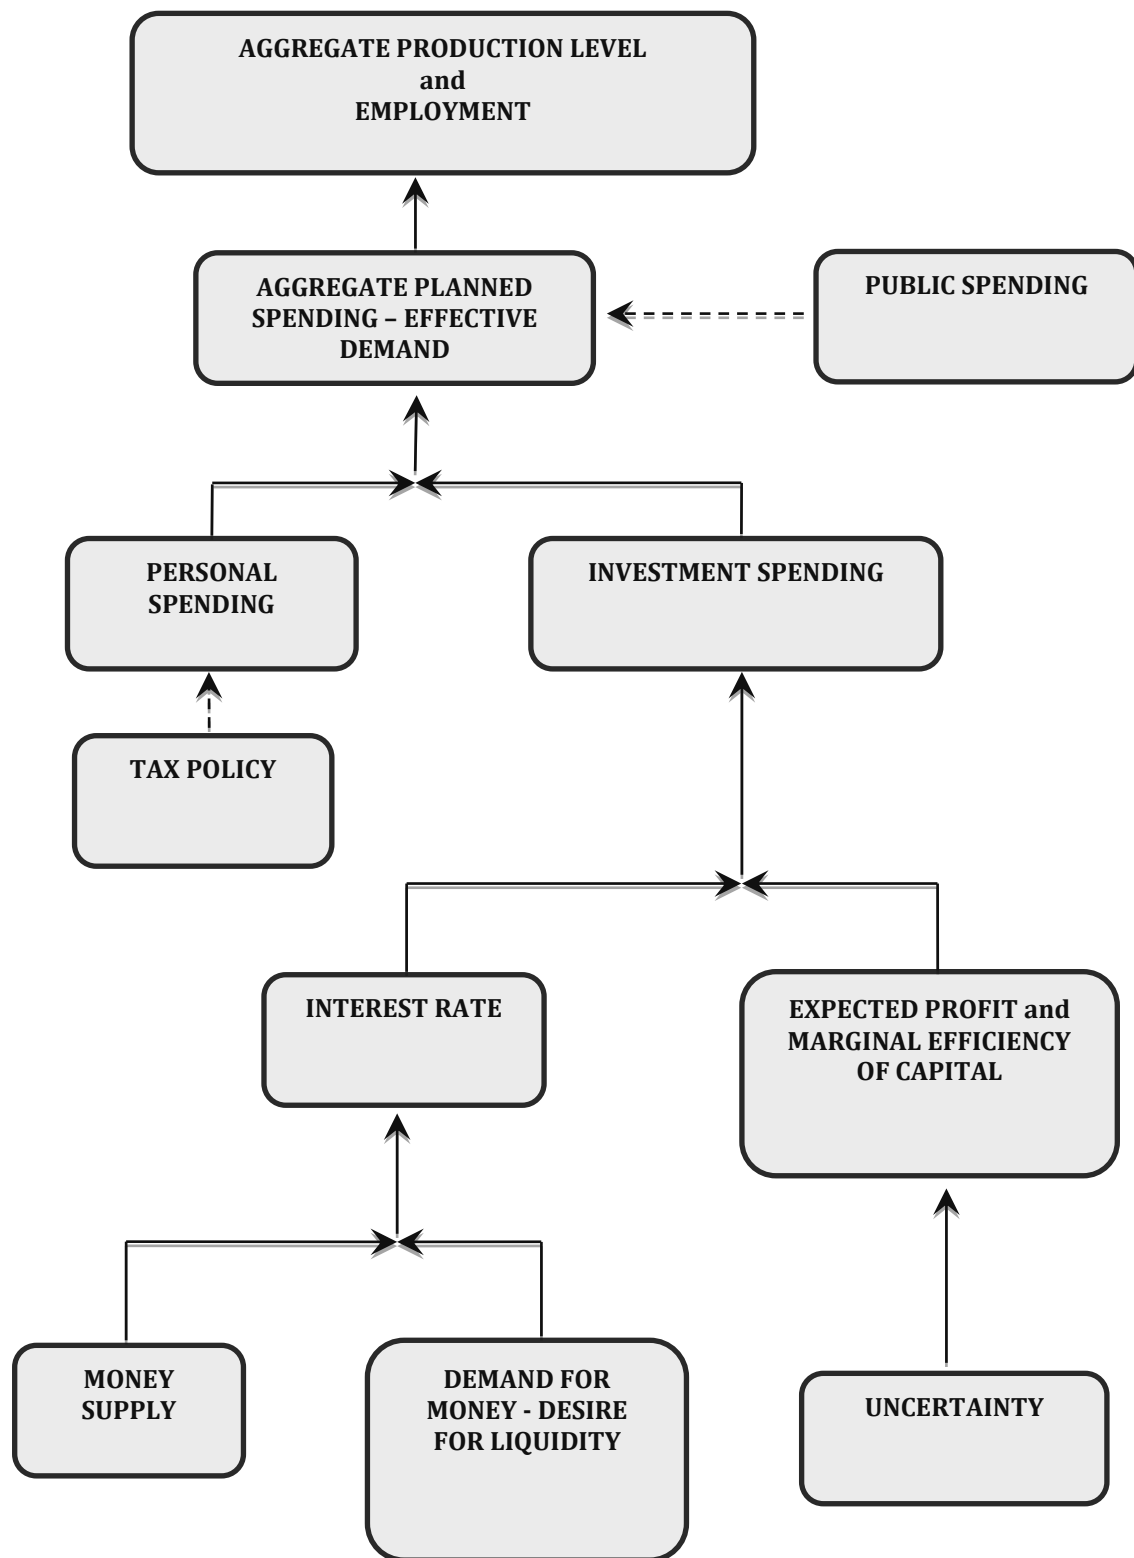 AGGREGATE PRODUCTION LEVEL
and
EMPLOYMENT
AGGREGATE PLANNED
SPENDING – EFFECTIVE
DEMAND
PUBLIC SPENDING
PERSONAL
SPENDING
INVESTMENT SPENDING
TAX POLICY
INTEREST RATE
EXPECTED PROFIT and
MARGINAL EFFICIENCY
OF CAPITAL
MONEY
SUPPLY
DEMAND FOR
MONEY - DESIRE
FOR LIQUIDITY
UNCERTAINTY